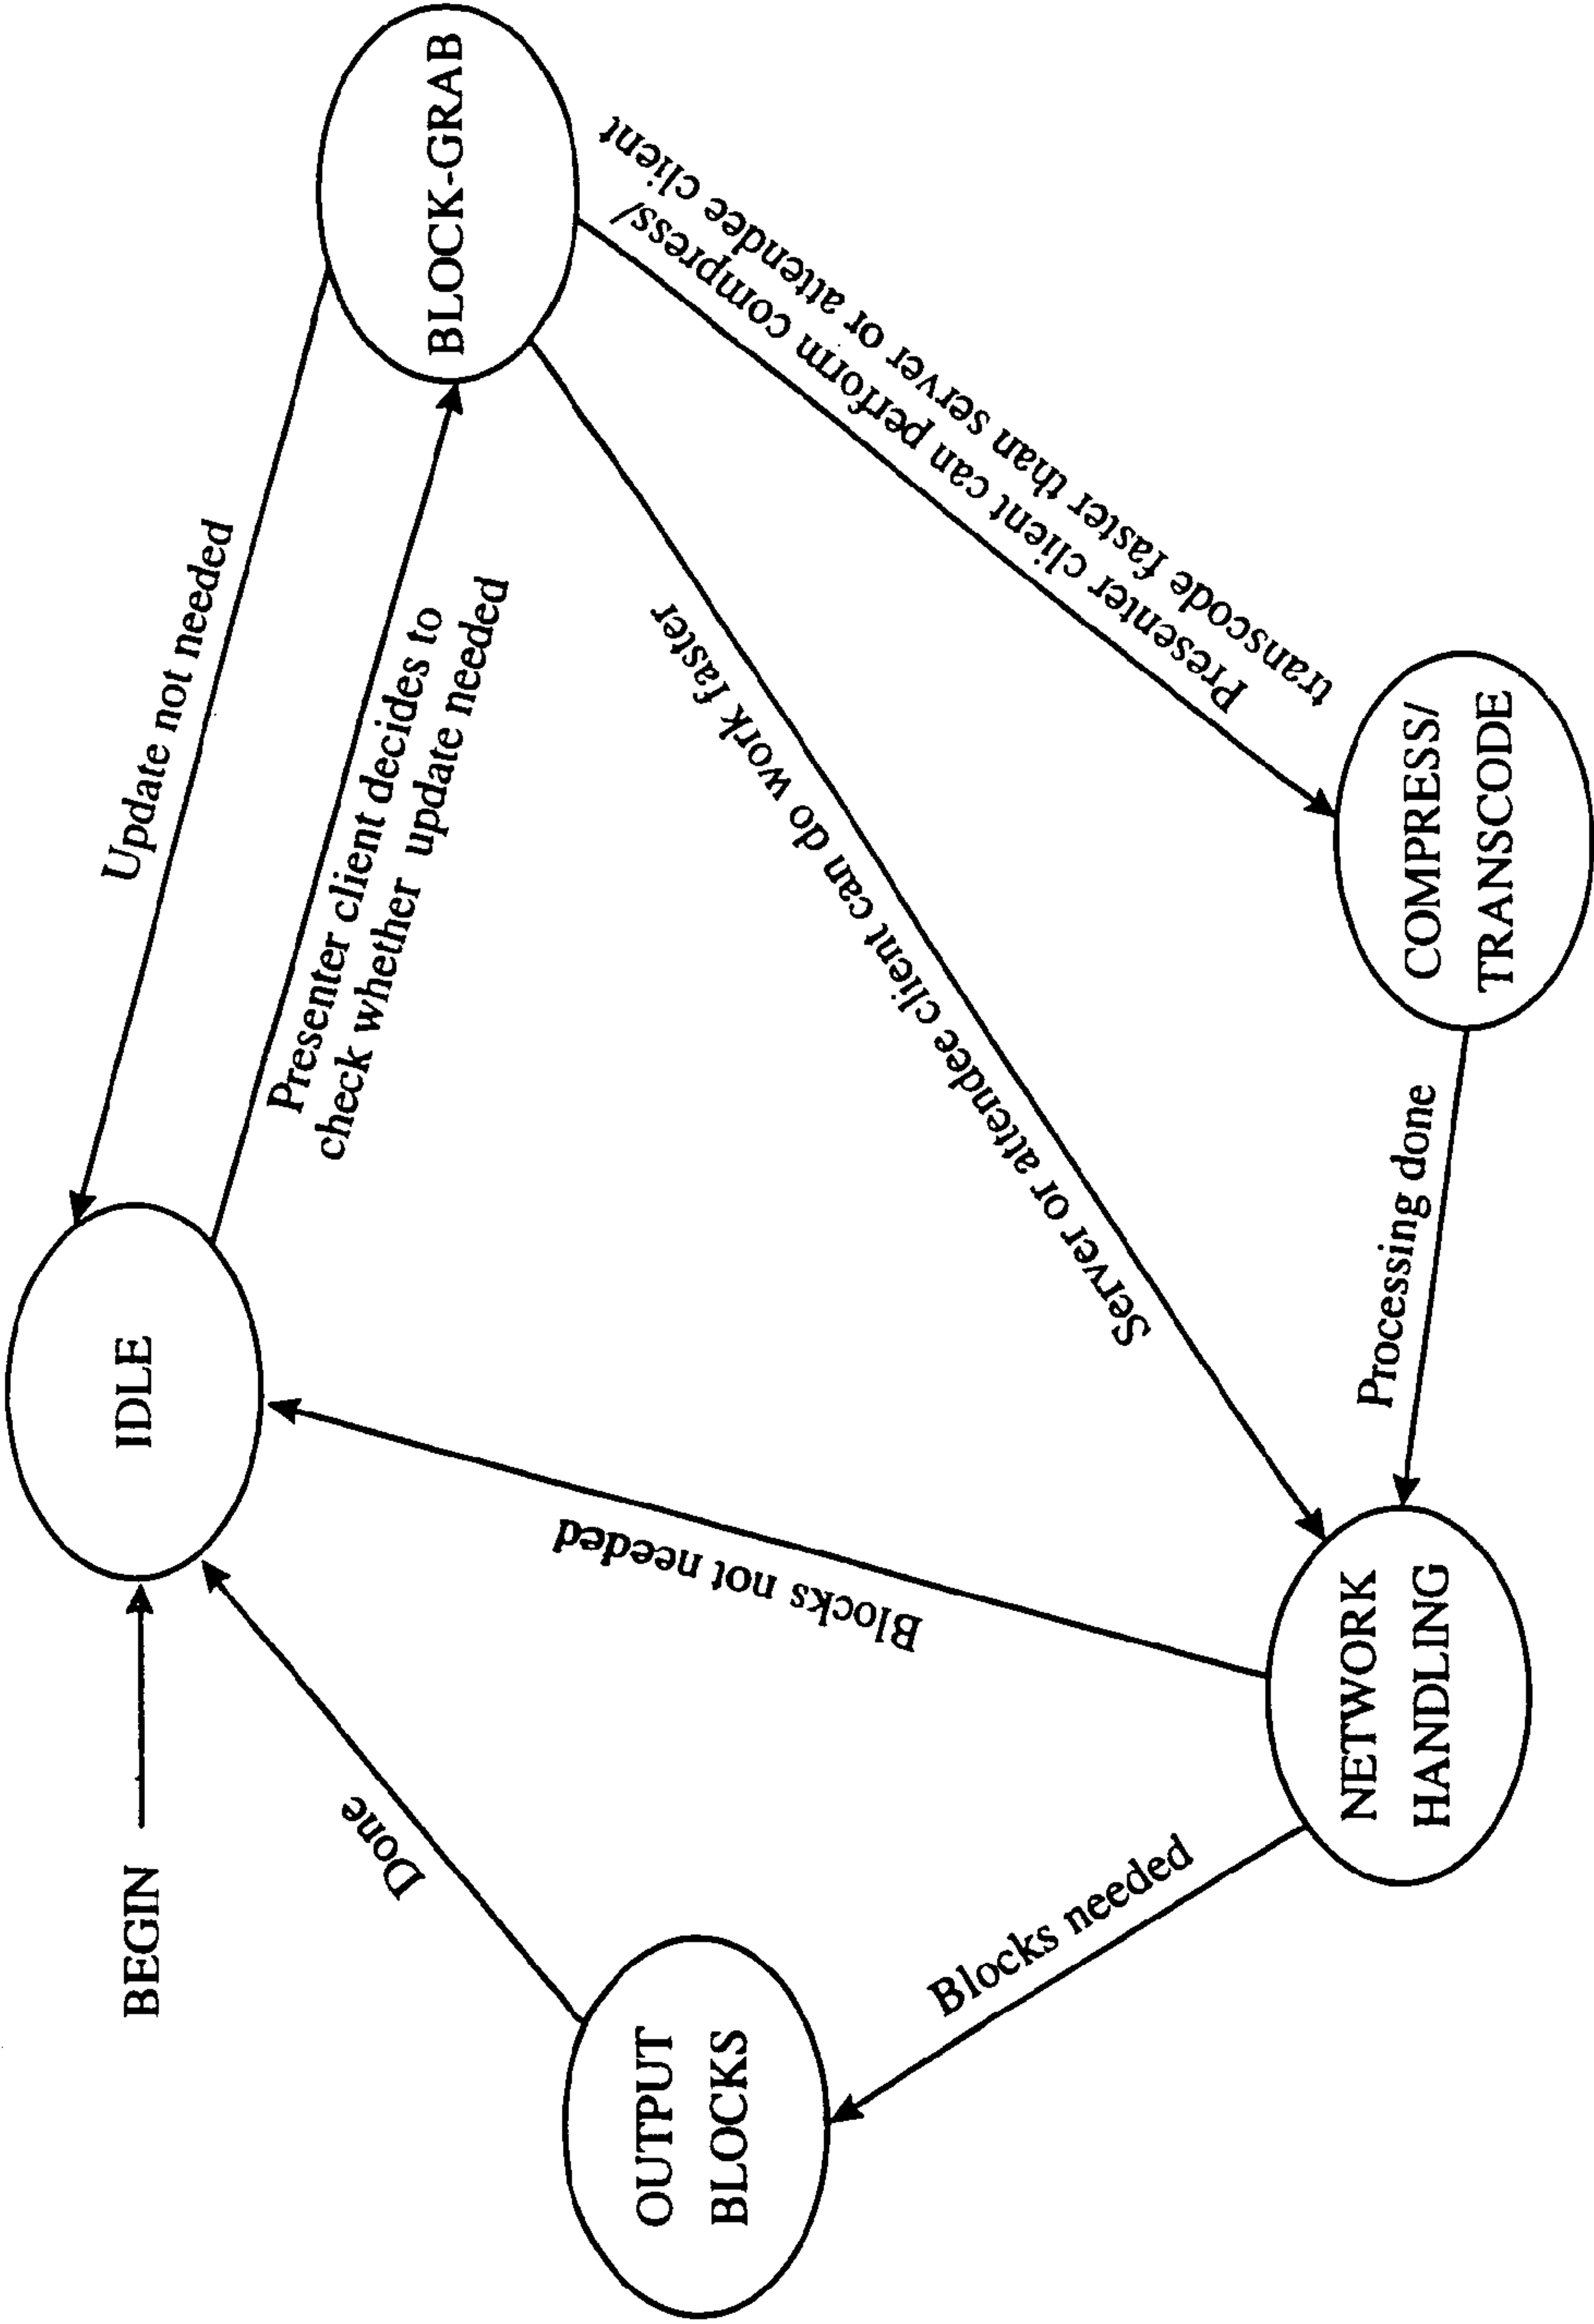 BEGIN
IDLE
Update not needed
Presenter client decides to
check whether update needed
BLOCK-GRAB
Done
Blocks not needed
Server or attendee client can do work faster
Presenter client can perform compress/
transcode faster than server or attendee client
OUTPUT
BLOCKS
Blocks needed
NETWORK
HANDLING
Processing done
COMPRESS/
TRANSCODE